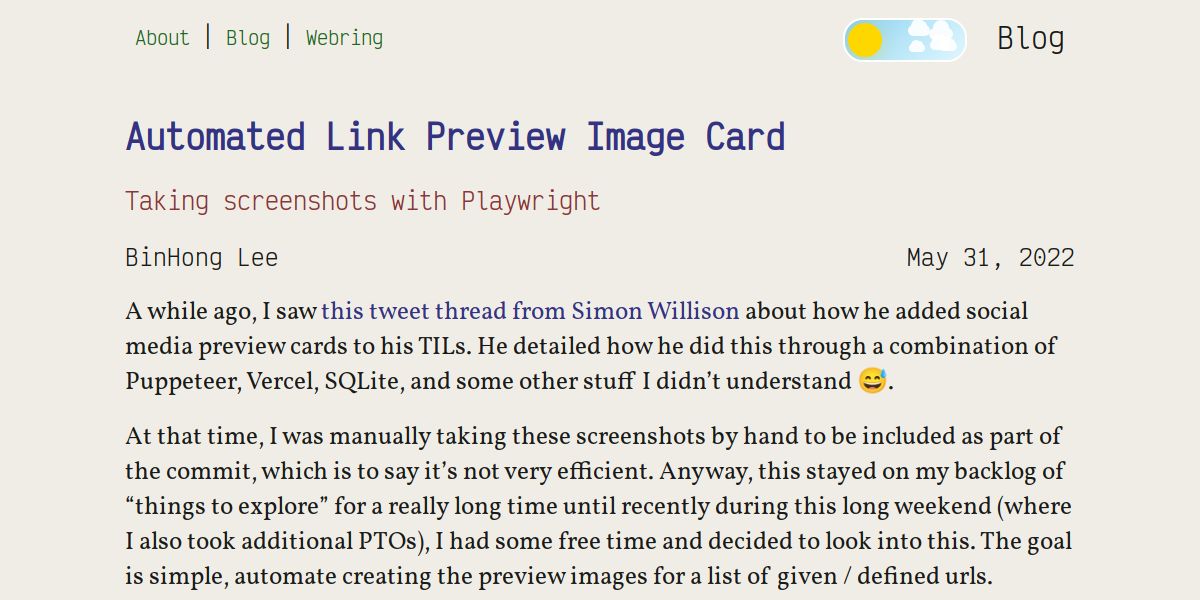 About | Blog | Webring
Blog
Automated Link Preview Image Card
Taking screenshots with Playwright
BinHong Lee
May 31, 2022
A while ago, I saw this tweet thread from Simon Willison about how he added social
media preview cards to his TILs. He detailed how he did this through a combination of
Puppeteer, Vercel, SQLite, and some other stuff I didn’t understand 😅.
At that time, I was manually taking these screenshots by hand to be included as part of
the commit, which is to say it’s not very efficient. Anyway, this stayed on my backlog of
“things to explore” for a really long time until recently during this long weekend (where
I also took additional PTOs), I had some free time and decided to look into this. The goal
is simple, automate creating the preview images for a list of given / defined urls.